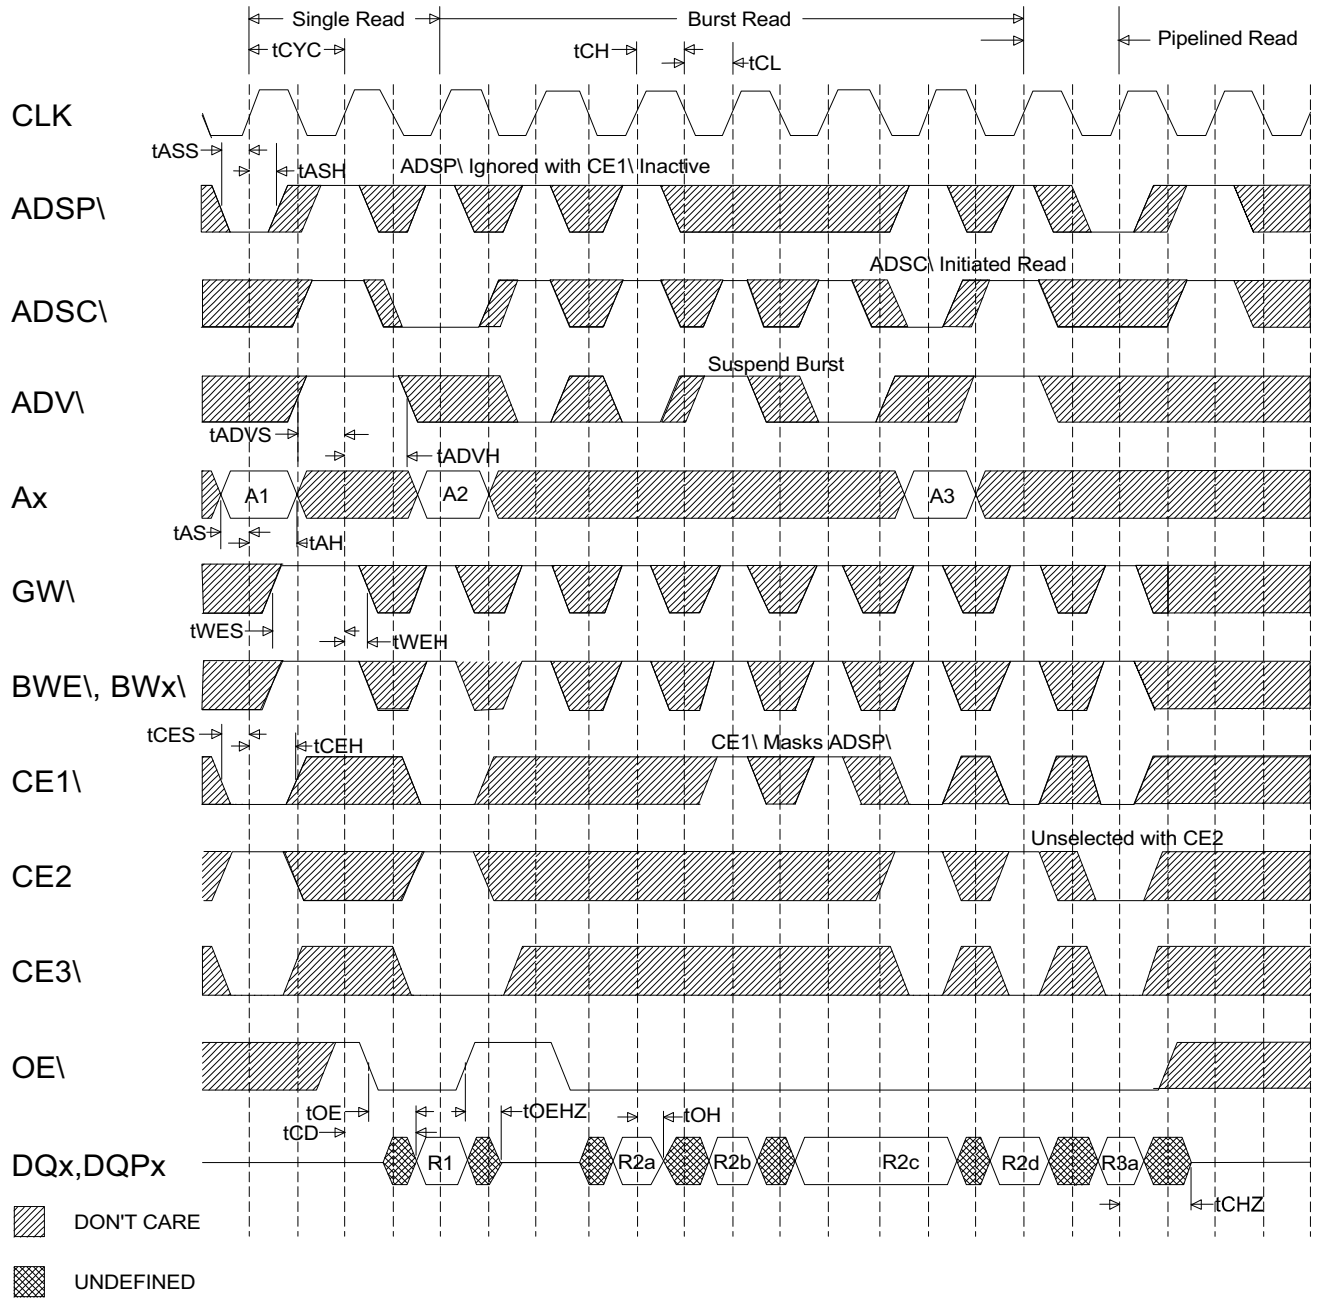 Single Read
Burst Read
Pipelined Read
tCYC
tCH
tCL
CLK
tASS
tASH
ADSP\ Ignored with CE1\ Inactive
ADSP\
ADSC\ Initiated Read
ADSC\
Suspend Burst
ADV\
tADVS
tADVH
Ax
A1
A2
A3
tAS
tAH
GW\
tWES
tWEH
BWE\, BWx\
tCES
tCEH
CE1\ Masks ADSP\
CE1\
Unselected with CE2
CE2
CE3\
OE\
tOE
tOEHZ
tOH
tCD
DQx,DQPx
R1
R2a
R2b
R2c
R2d
R3a
tCHZ
DON'T CARE
UNDEFINED